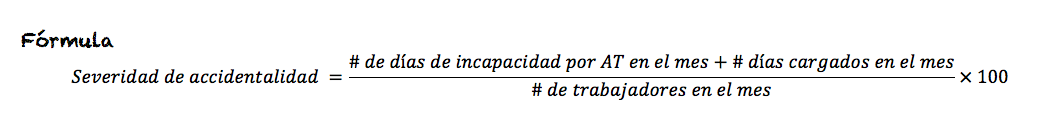 Fórmula
Severidad de accidentalidad = # de días de incapacidad por AT en el mes + # días cargados en el mes
# de trabajadores en el mes
× 100